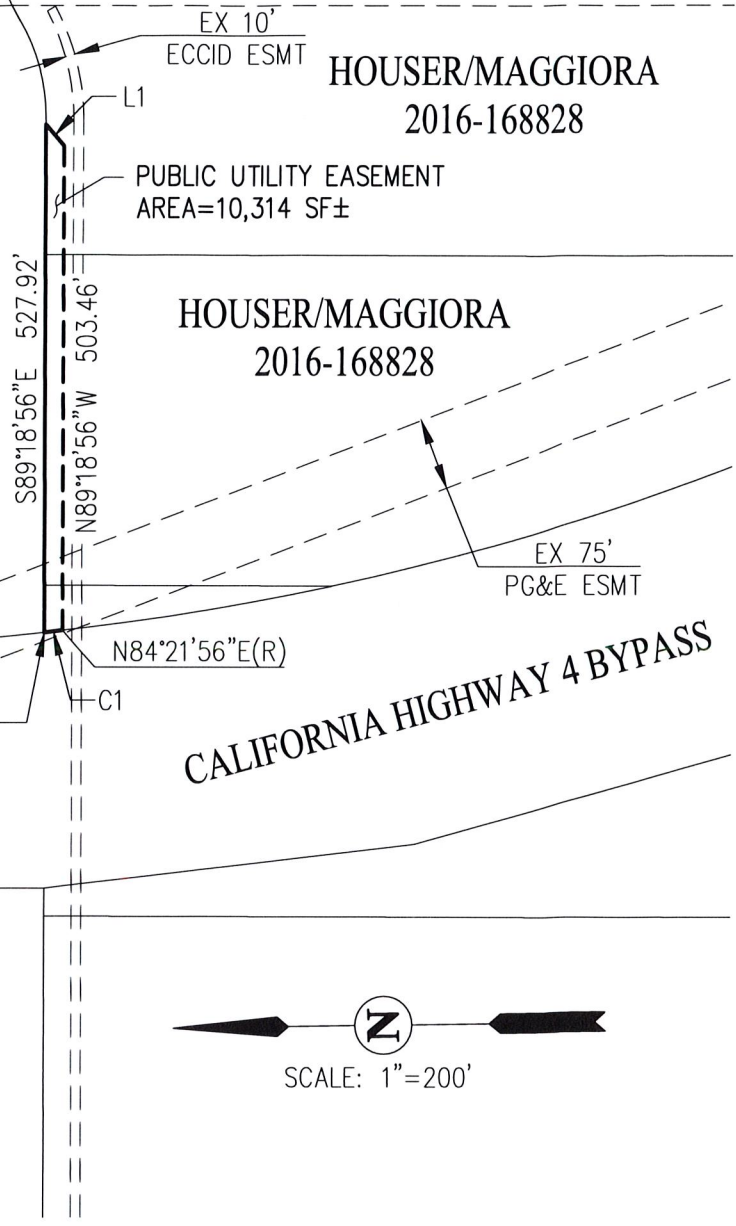 EX 10'
ECCID ESMT
HOUSER/MAGGIORA
2016-168828
L1
PUBLIC UTILITY EASEMENT
AREA=10,314 SF±
S89°18'56"E 527.92'
N89°18'56"W 503.46'
HOUSER/MAGGIORA
2016-168828
EX 75'
PG&E ESMT
N84°21'56"E(R)
C1
CALIFORNIA HIGHWAY 4 BYPASS
N
SCALE: 1"=200'